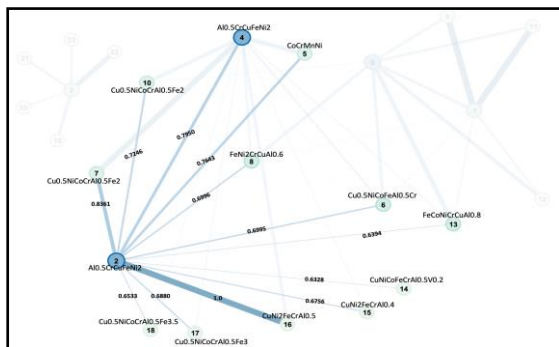 Al0.5CrCuFeNi2
4
CoCrMnNi
5
10
Cu0.5NiCoCrAl0.5Fe2
0.7950
0.7643
0.7246
FeNi2CrCuAl0.6
8
7
Cu0.5NiCoCrAl0.5Fe2
0.6996
0.8361
Cu0.5NiCoFeAl0.5Cr
6
FeCoNiCrCuAl0.8
13
0.6995
0.6394
2
Al0.5CrCuFeNi2
0.6328
CuNiCoFeCrAl0.5V0.2
14
0.6533
0.6880
1.0
0.6756
CuNi2FeCrAl0.4
15
CuNi2FeCrAl0.5
16
Cu0.5NiCoCrAl0.5Fe3.5
18
17
Cu0.5NiCoCrAl0.5Fe3